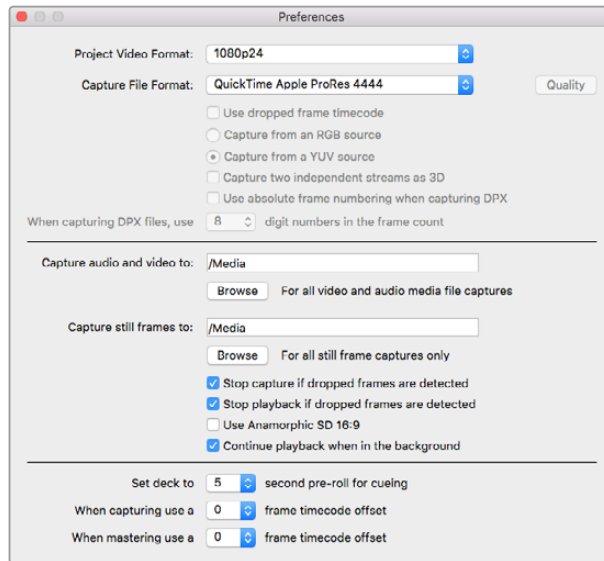 Preferences
Project Video Format: 1080p24
Capture File Format: QuickTime Apple ProRes 4444 Quality
Use dropped frame timecode
Capture from an RGB source
Capture from a YUV source
Capture two independent streams as 3D
Use absolute frame numbering when capturing DPX
When capturing DPX files, use 8 digit numbers in the frame count
Capture audio and video to: /Media
Browse For all video and audio media file captures
Capture still frames to: /Media
Browse For all still frame captures only
Stop capture if dropped frames are detected
Stop playback if dropped frames are detected
Use Anamorphic SD 16:9
Continue playback when in the background
Set deck to 5 second pre-roll for cueing
When capturing use a 0 frame timecode offset
When mastering use a 0 frame timecode offset